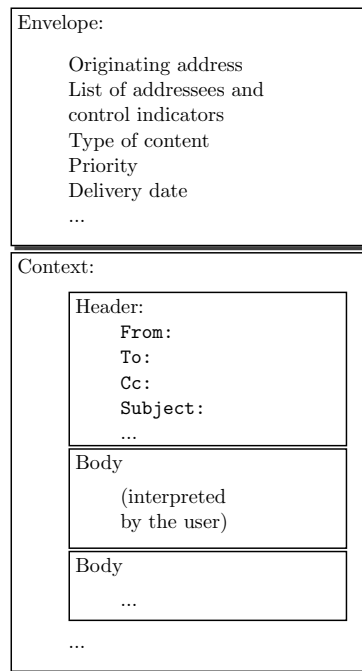 Envelope:
Originating address
List of addressees and
control indicators
Type of content
Priority
Delivery date
...
Context:
Header:
From:
To:
Cc:
Subject:
...
Body
(interpreted
by the user)
Body
...
...